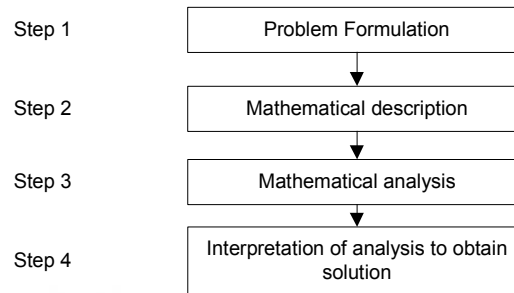 Step 1
Problem Formulation
Step 2
Mathematical description
Step 3
Mathematical analysis
Step 4
Interpretation of analysis to obtain
solution